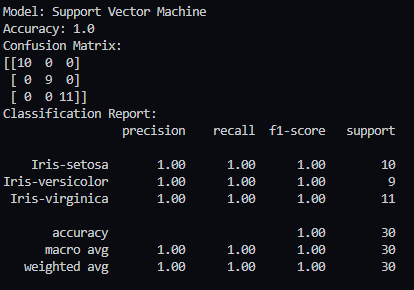 Model: Support Vector Machine
Accuracy: 1.0
Confusion Matrix:
[[10  0  0]
 [ 0  9  0]
 [ 0  0 11]]
Classification Report:
                 precision    recall  f1-score   support

    Iris-setosa       1.00      1.00      1.00        10
Iris-versicolor       1.00      1.00      1.00         9
 Iris-virginica       1.00      1.00      1.00        11

       accuracy                           1.00        30
      macro avg       1.00      1.00      1.00        30
   weighted avg       1.00      1.00      1.00        30